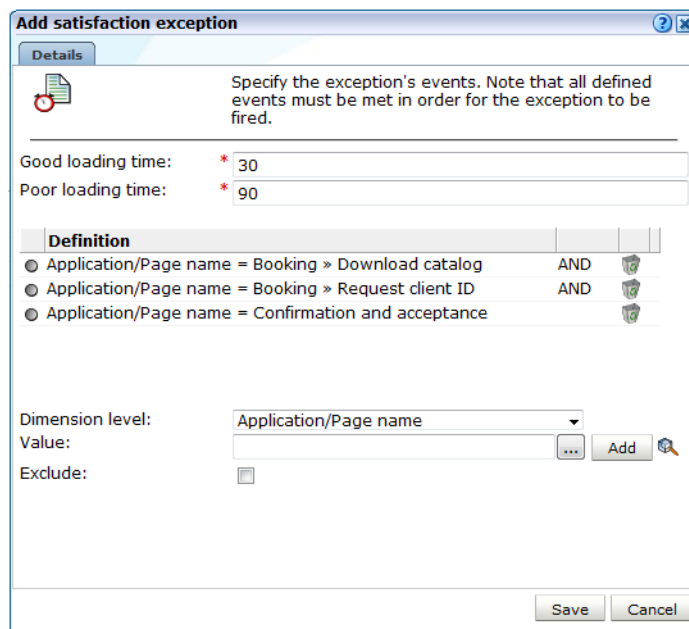 Add satisfaction exception
Details
Specify the exception's events. Note that all defined
events must be met in order for the exception to be
fired.
Good loading time: * 30
Poor loading time: * 90
Definition
Application/Page name = Booking » Download catalog AND
Application/Page name = Booking » Request client ID AND
Application/Page name = Confirmation and acceptance
Dimension level: Application/Page name
Value: ... Add
Exclude:
Save Cancel